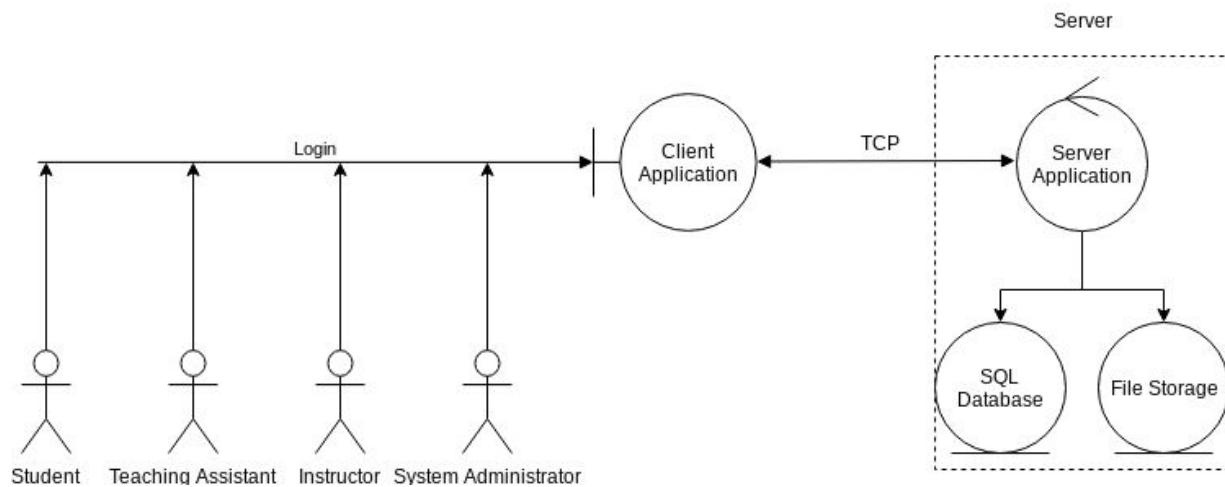 Server
Login
Client
Application
TCP
Server
Application
SQL
Database
File Storage
Student
Teaching Assistant
Instructor
System Administrator